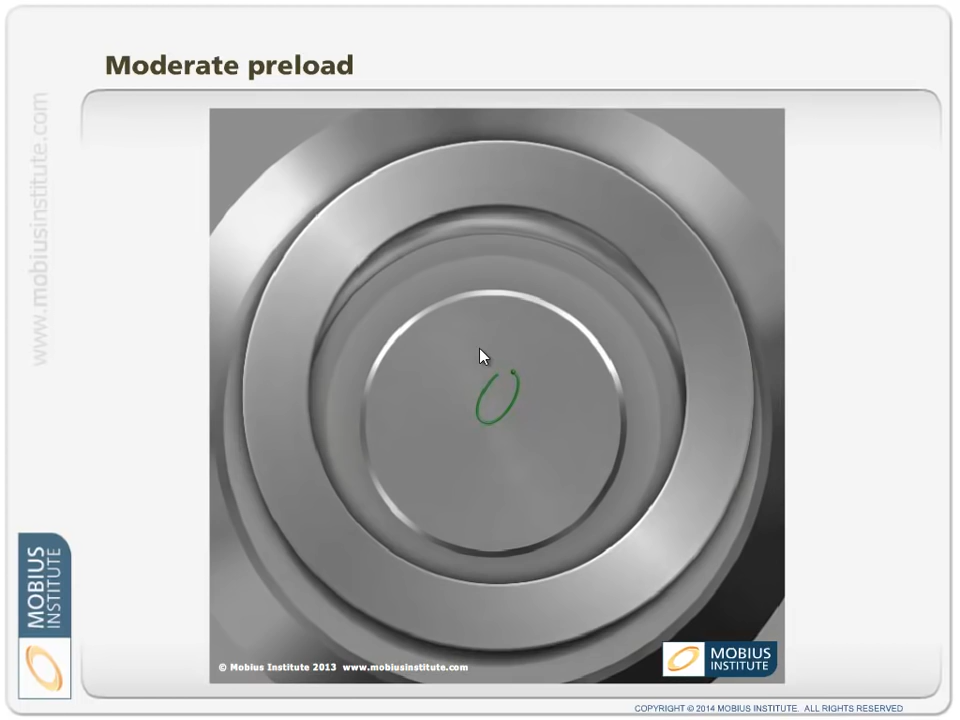 Moderate preload
www.mobiusinstitute.com
MOBIUS
INSTITUTE
© Mobius Institute 2013 www.mobiusinstitute.com
MOBIUS
INSTITUTE
COPYRIGHT © 2014 MOBIUS INSTITUTE. ALL RIGHTS RESERVED